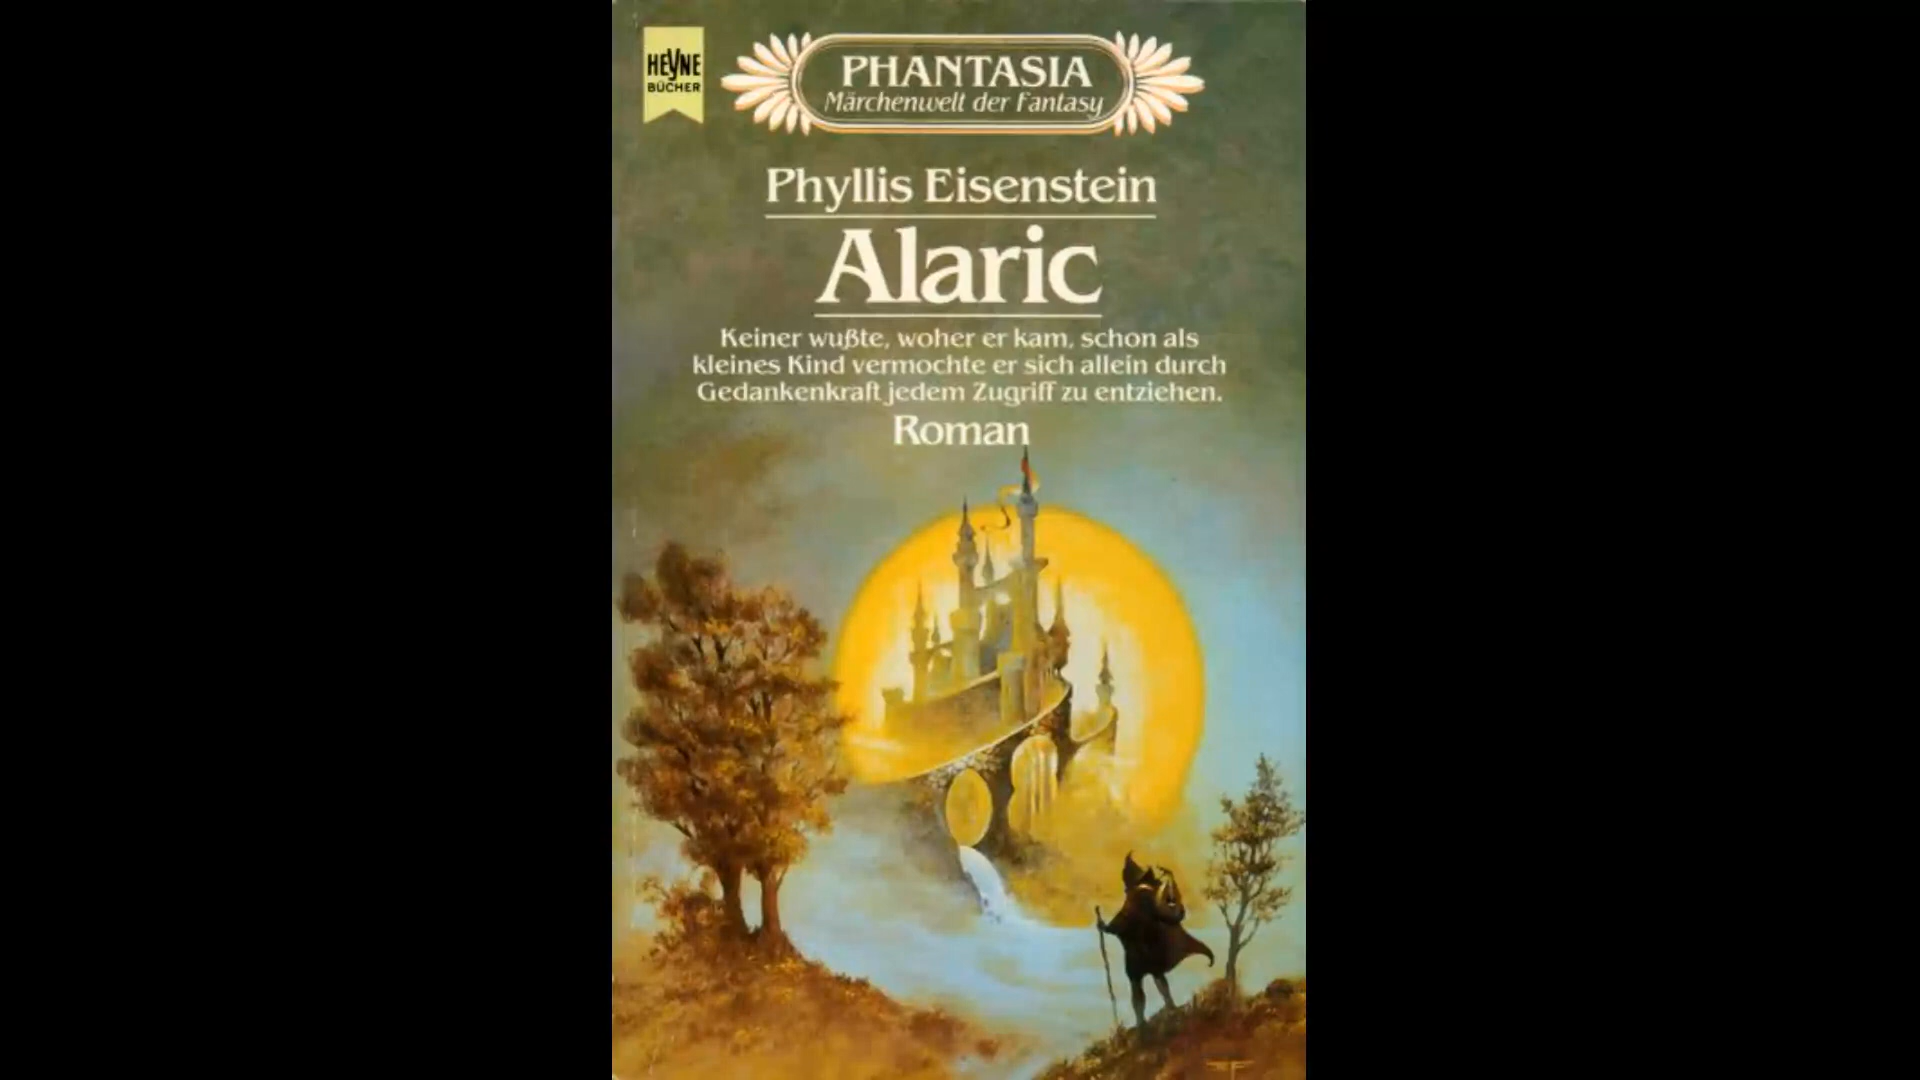 HEYNE
BÜCHER
PHANTASIA
Märchenwelt der Fantasy
Phyllis Eisenstein
Alaric
Keiner wußte, woher er kam, schon als
kleines Kind vermochte er sich allein durch
Gedankenkraft jedem Zugriff zu entziehen.
Roman